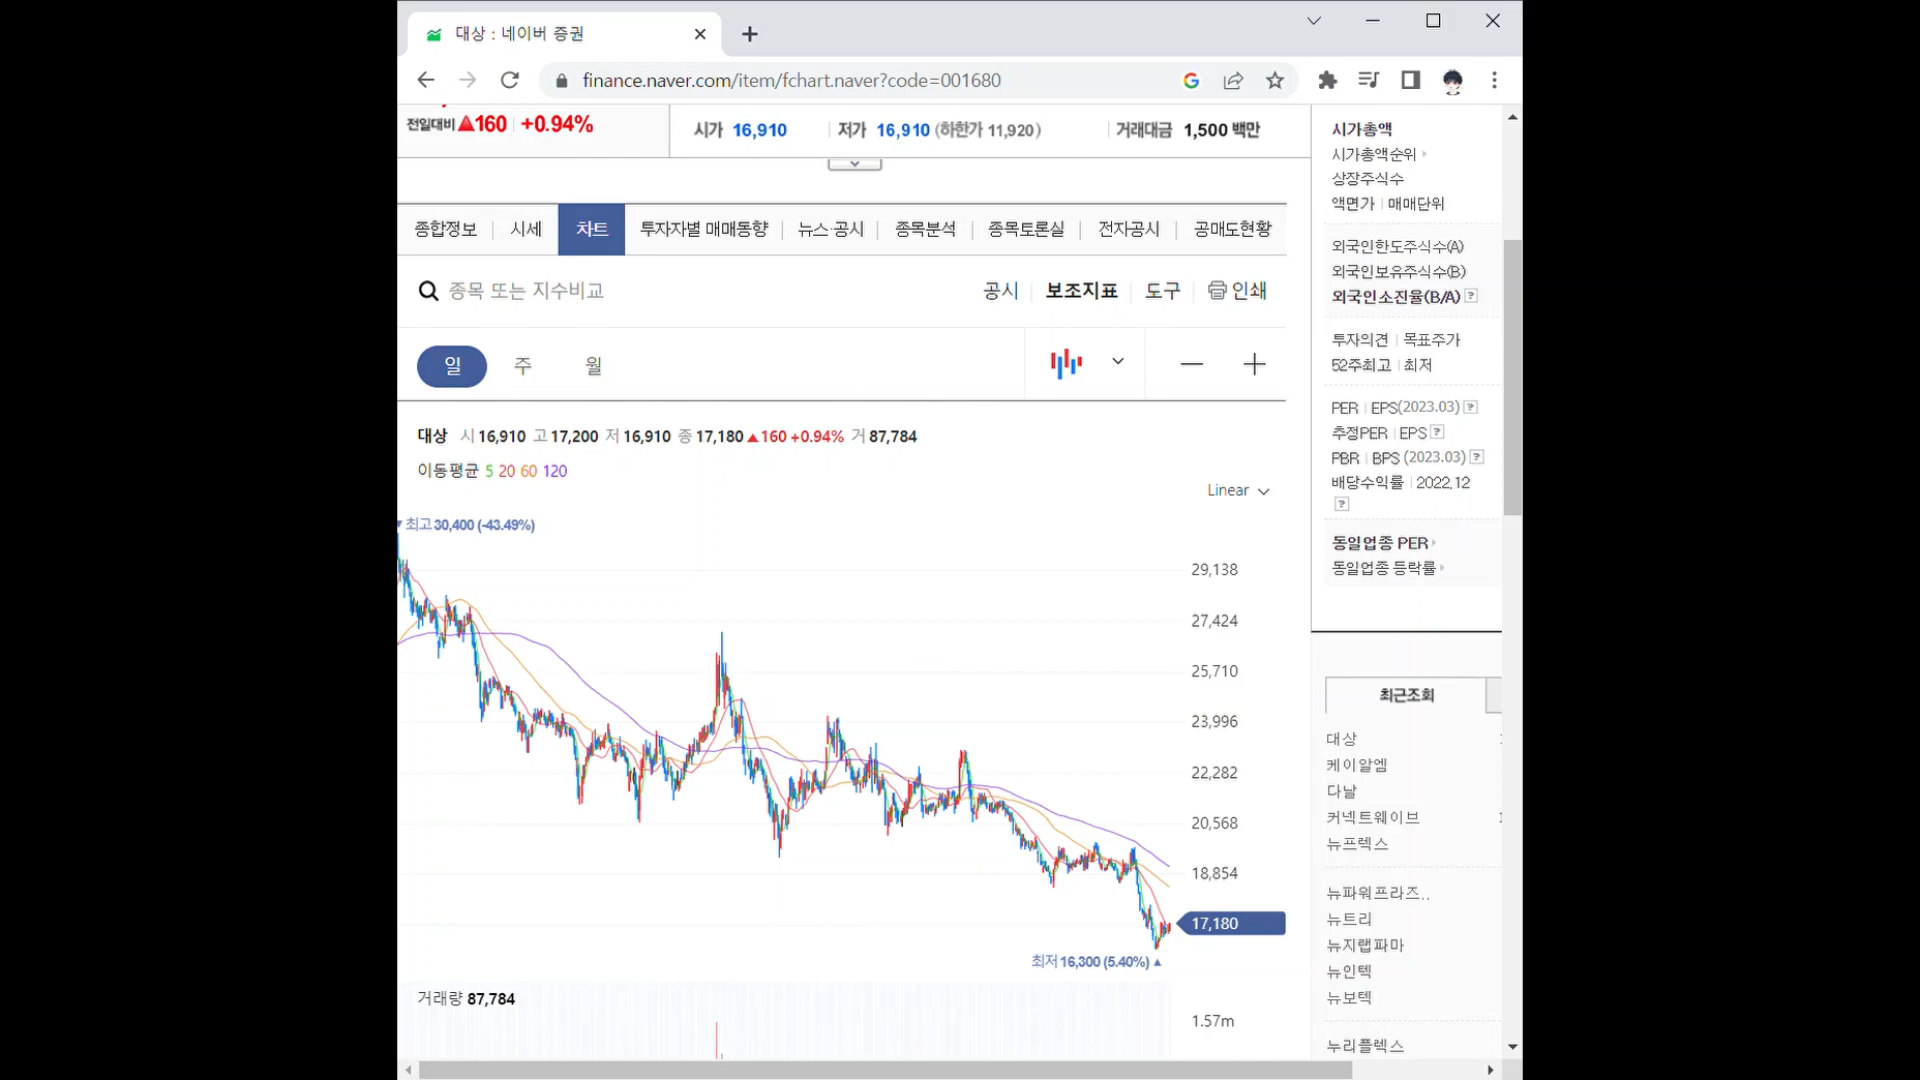 대상 : 네이버 증권
finance.naver.com/item/fchart.naver?code=001680
전일대비 ▲160 +0.94%
시가 16,910 저가 16,910 (하한가 11,920) 거래대금 1,500 백만
종합정보 시세 차트 투자자별 매매동향 뉴스·공시 종목분석 종목토론실 전자공시 공매도현황
종목 또는 지수비교
공시 보조지표 도구 인쇄
일 주 월
대상 시 16,910 고 17,200 저 16,910 종 17,180 ▲160 +0.94% 거 87,784
이동평균 5 20 60 120
Linear
최고 30,400 (-43.49%)
29,138
27,424
25,710
23,996
22,282
20,568
18,854
17,180
최저 16,300 (5.40%)
거래량 87,784
1.57m
시가총액
시가총액순위
상장주식수
액면가 매매단위
외국인한도주식수(A)
외국인보유주식수(B)
외국인소진율(B/A) ?
투자의견 목표주가
52주최고 최저
PER EPS(2023.03) ?
추정PER EPS ?
PBR BPS (2023.03) ?
배당수익률 2022.12
?
동일업종 PER
동일업종 등락률
최근조회
대상
케이알엠
다날
커넥트웨이브
뉴프렉스
뉴파워프라즈..
뉴트리
뉴지랩파마
뉴인텍
뉴보텍
누리플렉스